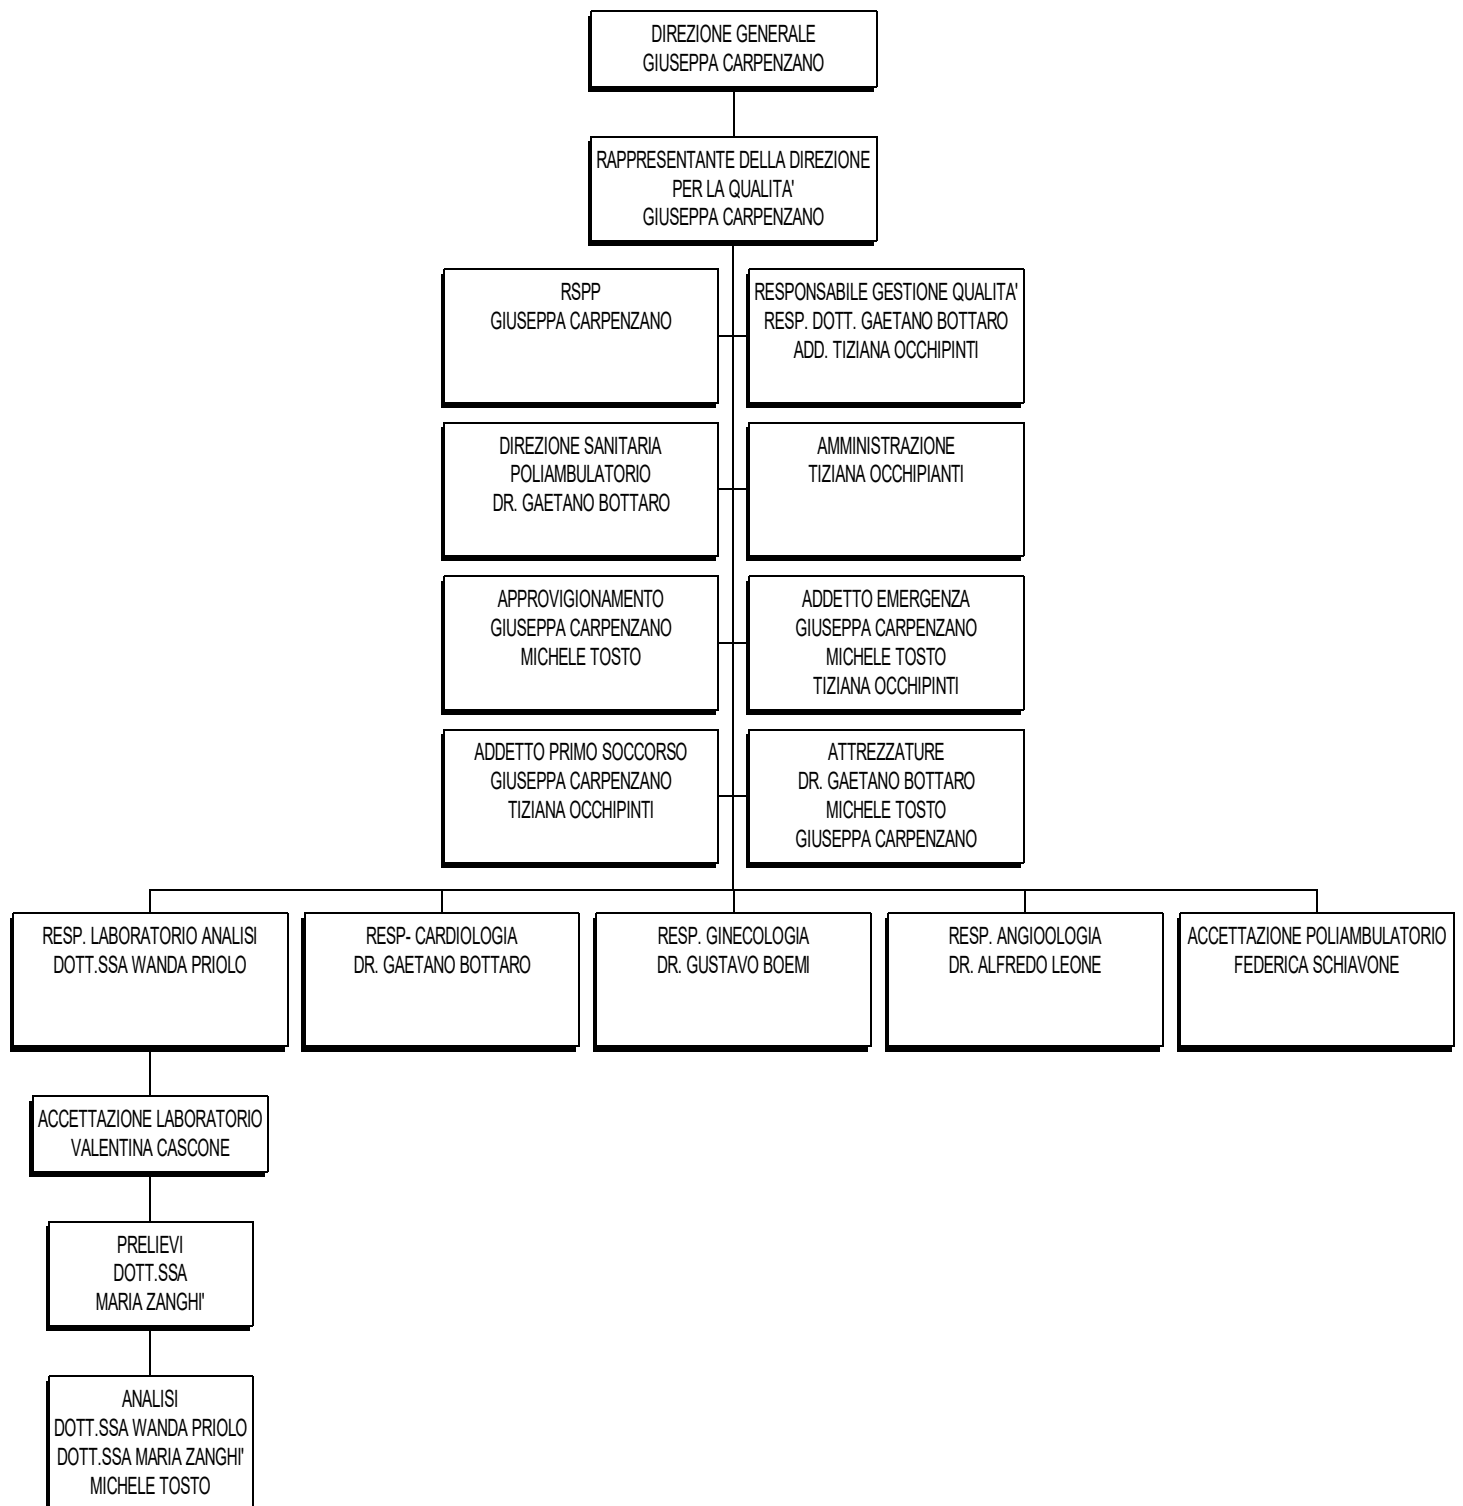 DIREZIONE GENERALE
GIUSEPPA CARPENZANO
RAPPRESENTANTE DELLA DIREZIONE
PER LA QUALITA'
GIUSEPPA CARPENZANO
RSPP
GIUSEPPA CARPENZANO
RESPONSABILE GESTIONE QUALITA'
RESP. DOTT. GAETANO BOTTARO
ADD. TIZIANA OCCHIPINTI
DIREZIONE SANITARIA
POLIAMBULATORIO
DR. GAETANO BOTTARO
AMMINISTRAZIONE
TIZIANA OCCHIPIANTI
APPROVIGIONAMENTO
GIUSEPPA CARPENZANO
MICHELE TOSTO
ADDETTO EMERGENZA
GIUSEPPA CARPENZANO
MICHELE TOSTO
TIZIANA OCCHIPINTI
ADDETTO PRIMO SOCCORSO
GIUSEPPA CARPENZANO
TIZIANA OCCHIPINTI
ATTREZZATURE
DR. GAETANO BOTTARO
MICHELE TOSTO
GIUSEPPA CARPENZANO
RESP. LABORATORIO ANALISI
DOTT.SSA WANDA PRIOLO
RESP- CARDIOLOGIA
DR. GAETANO BOTTARO
RESP. GINECOLOGIA
DR. GUSTAVO BOEMI
RESP. ANGIOOLOGIA
DR. ALFREDO LEONE
ACCETTAZIONE POLIAMBULATORIO
FEDERICA SCHIAVONE
ACCETTAZIONE LABORATORIO
VALENTINA CASCONE
PRELIEVI
DOTT.SSA
MARIA ZANGHI'
ANALISI
DOTT.SSA WANDA PRIOLO
DOTT.SSA MARIA ZANGHI'
MICHELE TOSTO